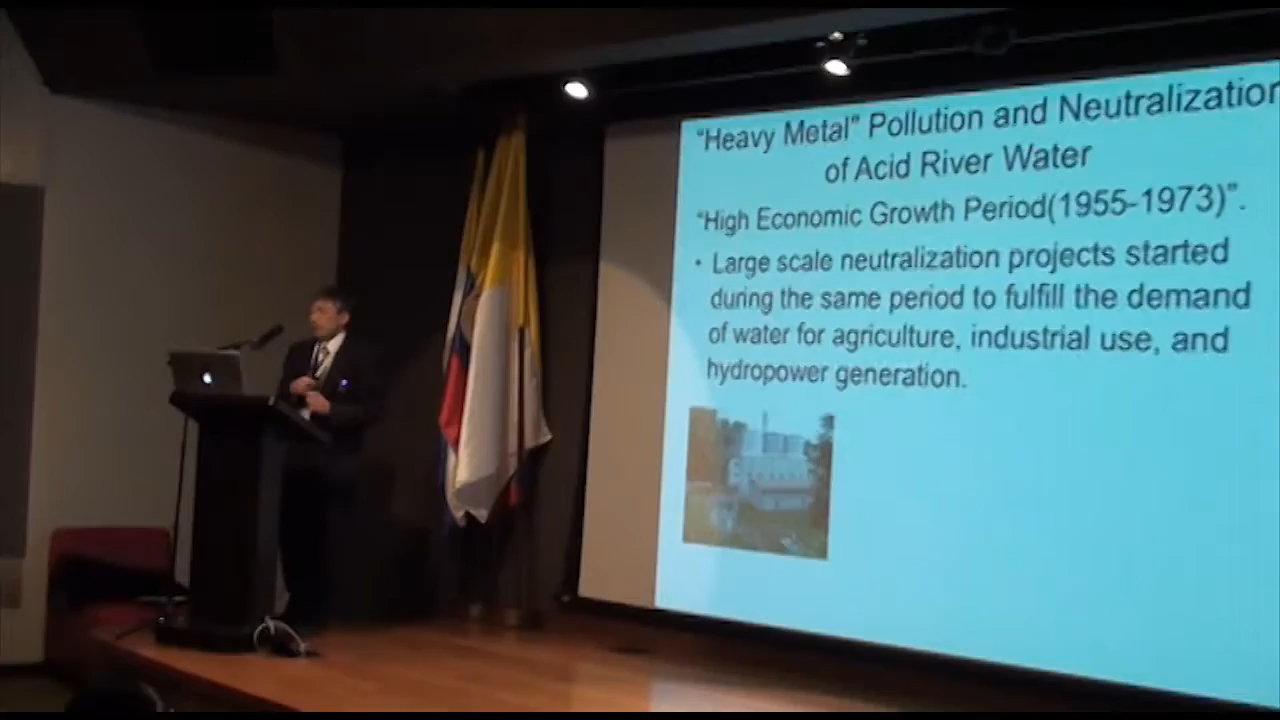 "Heavy Metal" Pollution and Neutralization
of Acid River Water
"High Economic Growth Period(1955-1973)".
• Large scale neutralization projects started
during the same period to fulfill the demand
of water for agriculture, industrial use, and
hydropower generation.